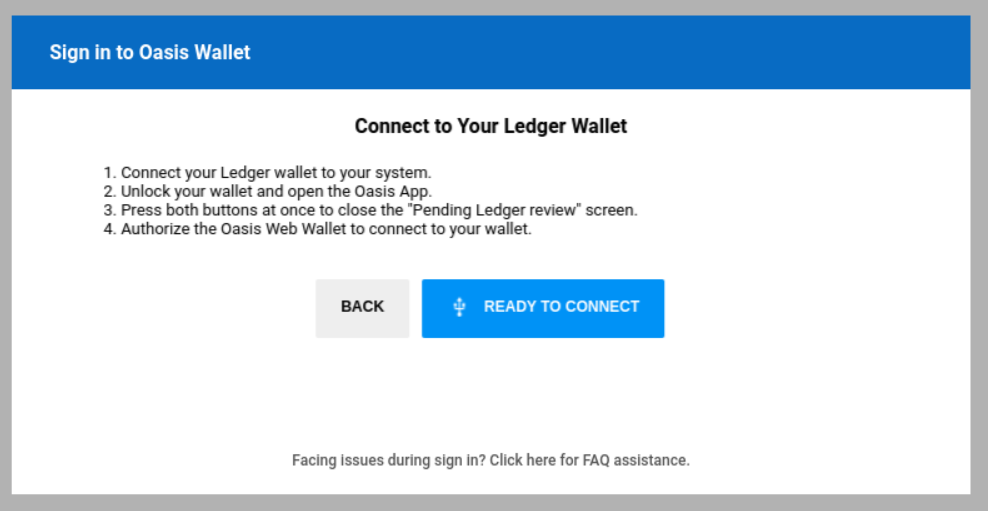 Sign in to Oasis Wallet
Connect to Your Ledger Wallet
1. Connect your Ledger wallet to your system.
2. Unlock your wallet and open the Oasis App.
3. Press both buttons at once to close the "Pending Ledger review" screen.
4. Authorize the Oasis Web Wallet to connect to your wallet.
BACK
READY TO CONNECT
Facing issues during sign in? Click here for FAQ assistance.